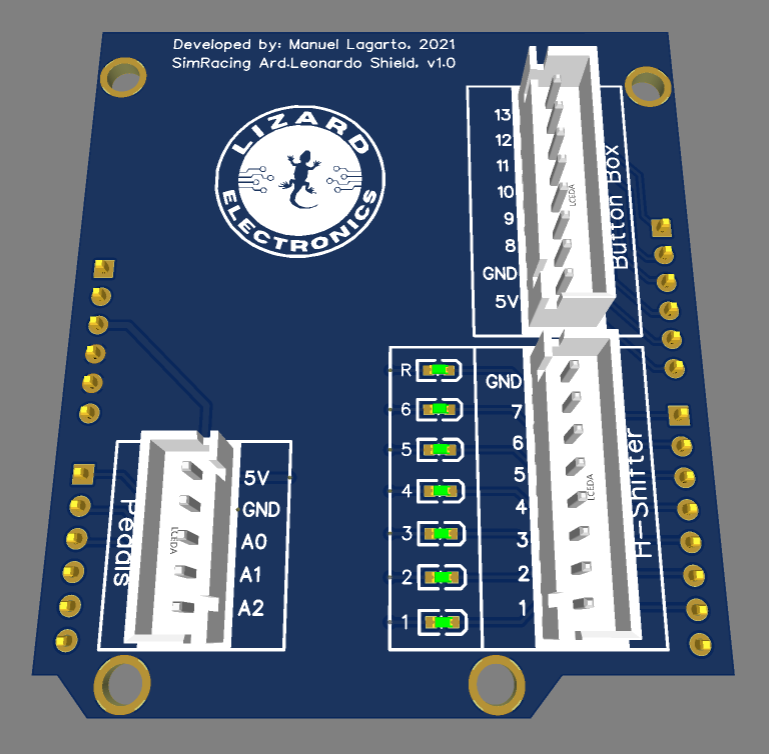 Developed by: Manuel Lagarto, 2021
SimRacing Ard.Leonardo Shield, v1.0
LIZARD
ELECTRONICS
13
12
11
10
9
8
GND
5V
LCEDA
Button Box
R
6
5
4
3
2
1
GND
7
6
5
4
3
2
1
LCEDA
H-Shifter
Pedals
LCEDA
5V
GND
A0
A1
A2